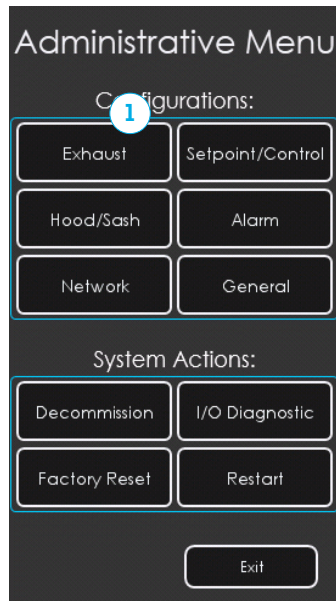 Administrative Menu
Configurations:
1
Exhaust
Setpoint/Control
Hood/Sash
Alarm
Network
General
System Actions:
Decommission
I/O Diagnostic
Factory Reset
Restart
Exit